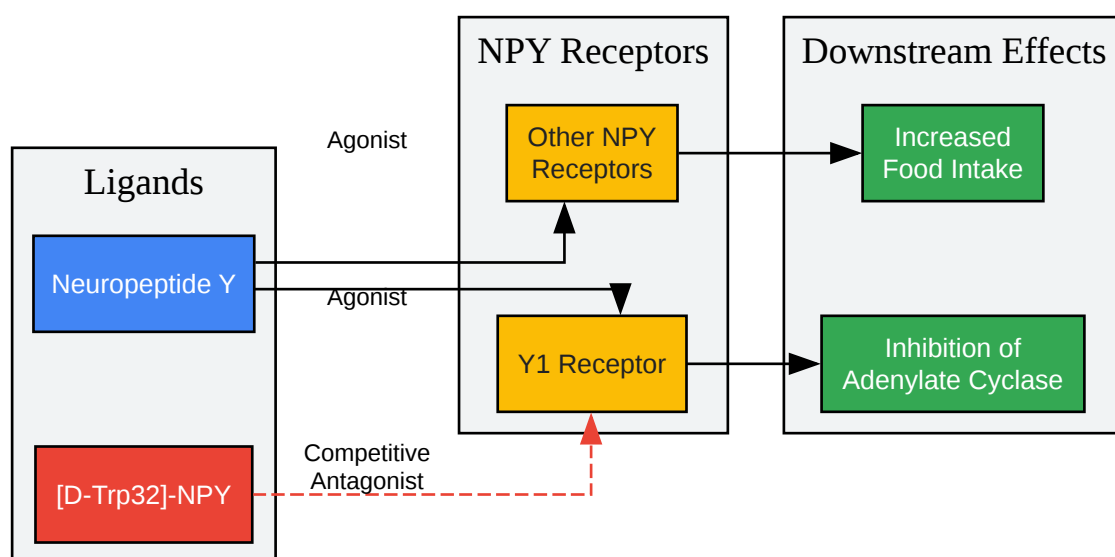 NPY Receptors
Downstream Effects
Agonist
Other NPY
Receptors
Increased
Food Intake
Ligands
Neuropeptide Y
Agonist
Y1 Receptor
Inhibition of
Adenylate Cyclase
Competitive
Antagonist
[D-Trp32]-NPY